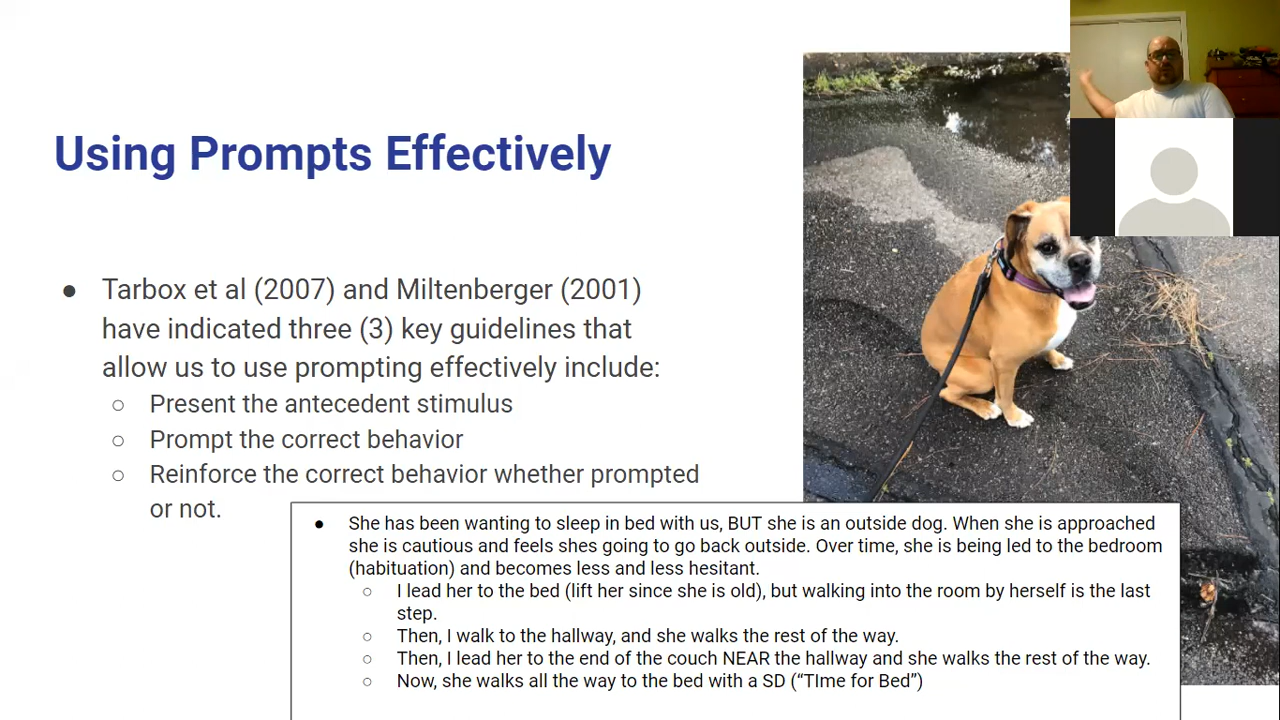 Using Prompts Effectively
● Tarbox et al (2007) and Miltenberger (2001)
have indicated three (3) key guidelines that
allow us to use prompting effectively include:
○ Present the antecedent stimulus
○ Prompt the correct behavior
○ Reinforce the correct behavior whether prompted
or not.
● She has been wanting to sleep in bed with us, BUT she is an outside dog. When she is approached
she is cautious and feels shes going to go back outside. Over time, she is being led to the bedroom
(habituation) and becomes less and less hesitant.
○ I lead her to the bed (lift her since she is old), but walking into the room by herself is the last
step.
○ Then, I walk to the hallway, and she walks the rest of the way.
○ Then, I lead her to the end of the couch NEAR the hallway and she walks the rest of the way.
○ Now, she walks all the way to the bed with a SD (“TIme for Bed”)